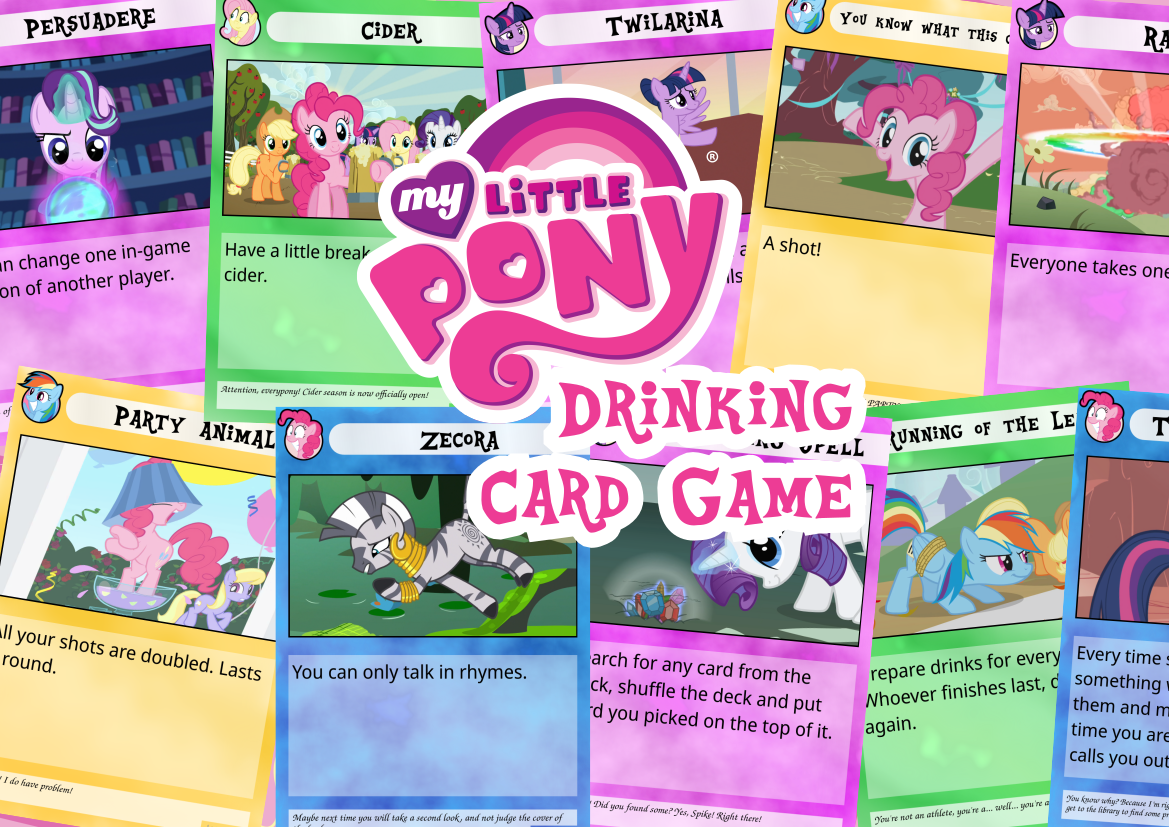 PERSUADERE
CiDER
TWiLARiNA
YOU KNOW WHAT THiS
RA
my LiTTLE
PONY
®
an change one in-game
on of another player.
Have a little break
cider.
A shot!
Everyone takes one
Attention, everypony! Cider season is now officially open!
DRiNKiNG
CARD GAME
PARTY ANiMAL
ZECORA
SPELL
RUNNiNG OF THE LE
T
All your shots are doubled. Lasts
round.
You can only talk in rhymes.
arch for any card from the
ck, shuffle the deck and put
rd you picked on the top of it.
repare drinks for every
Whoever finishes last, d
again.
Every time s
something w
them and m
time you are
calls you out
! I do have problem!
Maybe next time you will take a second look, and not judge the cover of
! Did you found some? Yes, Spike! Right there!
You're not an athlete, you're a... well... you're a
You know why? Because I'm rig
get to the library to find some p